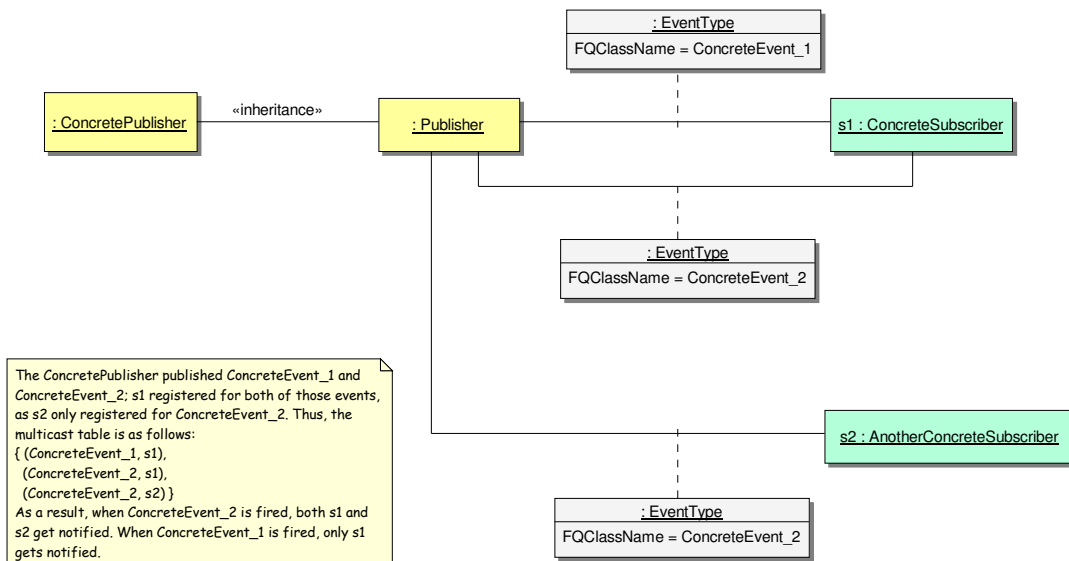 : EventType
FQClassName = ConcreteEvent_1
: ConcretePublisher
«inheritance»
: Publisher
s1 : ConcreteSubscriber
: EventType
FQClassName = ConcreteEvent_2
The ConcretePublisher published ConcreteEvent_1 and
ConcreteEvent_2; s1 registered for both of those events,
as s2 only registered for ConcreteEvent_2. Thus, the
multicast table is as follows:
{ (ConcreteEvent_1, s1),
(ConcreteEvent_2, s1),
(ConcreteEvent_2, s2) }
As a result, when ConcreteEvent_2 is fired, both s1 and
s2 get notified. When ConcreteEvent_1 is fired, only s1
gets notified.
s2 : AnotherConcreteSubscriber
: EventType
FQClassName = ConcreteEvent_2